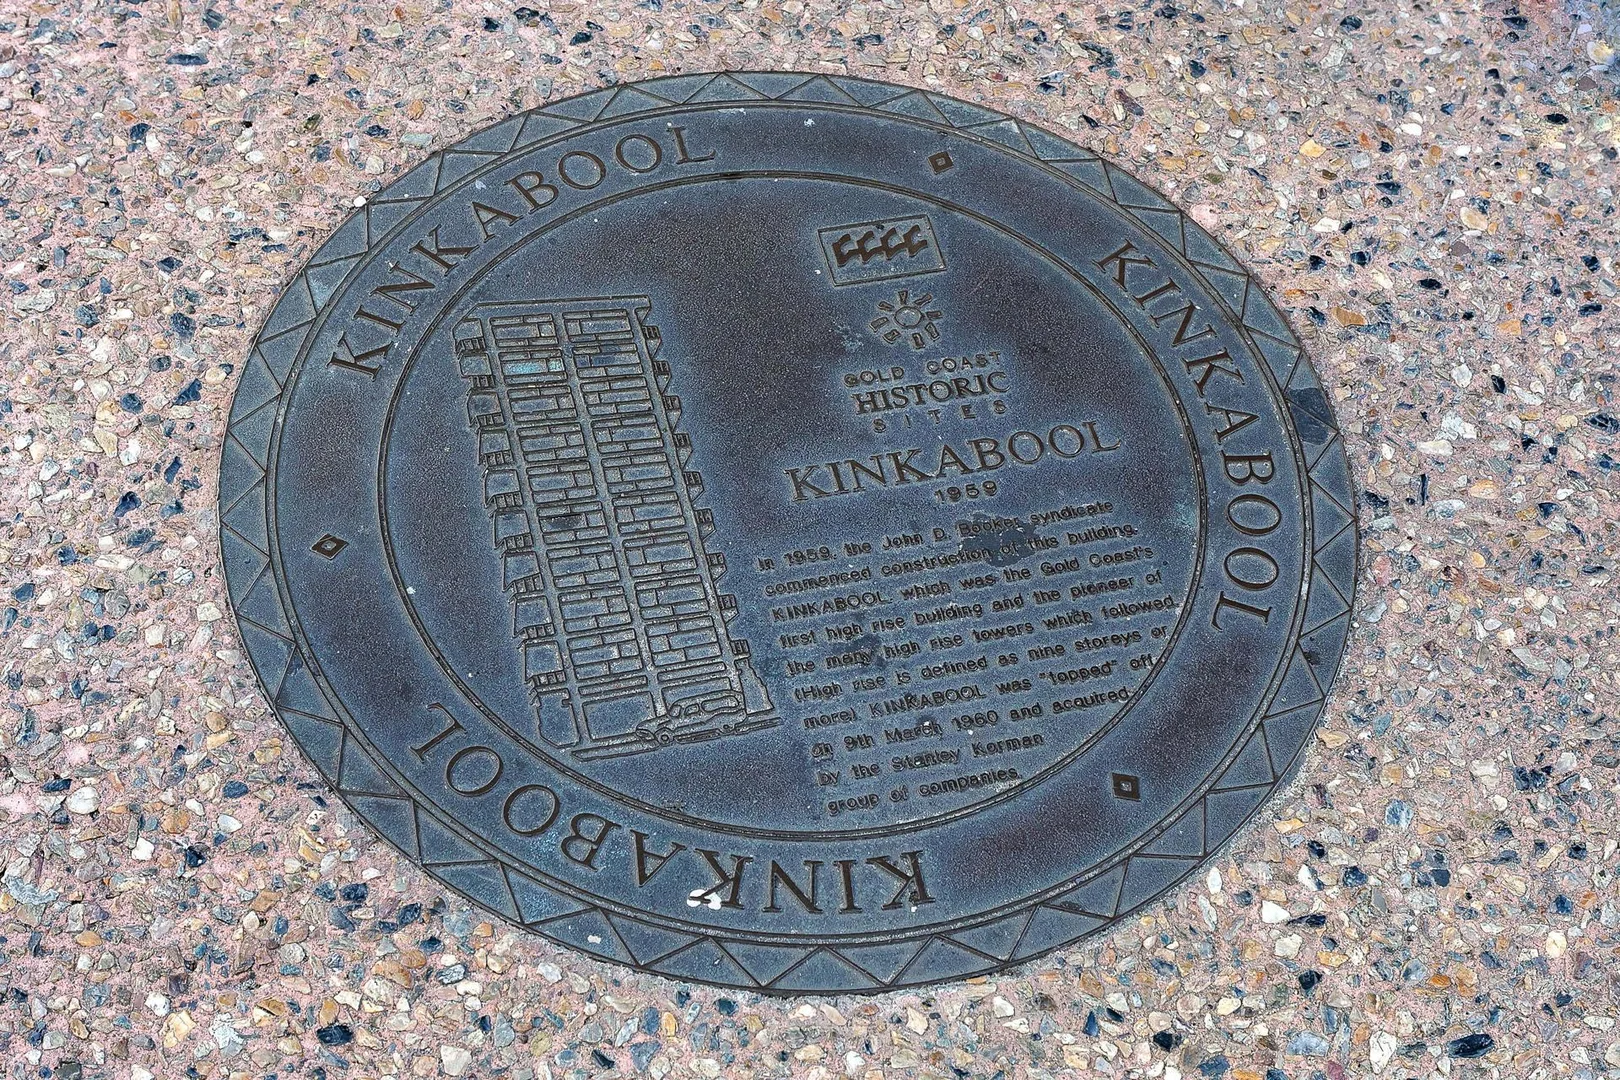 KINKABOOL
KINKABOOL
KINKABOOL
GOLD COAST
HISTORIC
SITES
KINKABOOL
1959
In 1959, the John D. Booker syndicate
commenced construction of this building.
KINKABOOL which was the Gold Coast's
first high rise building and the pioneer of
the many high rise towers which followed.
(High rise is defined as nine storeys or
more). KINKABOOL was "topped" off
on 9th March 1960 and acquired
by the Stanley Korman
group of companies.